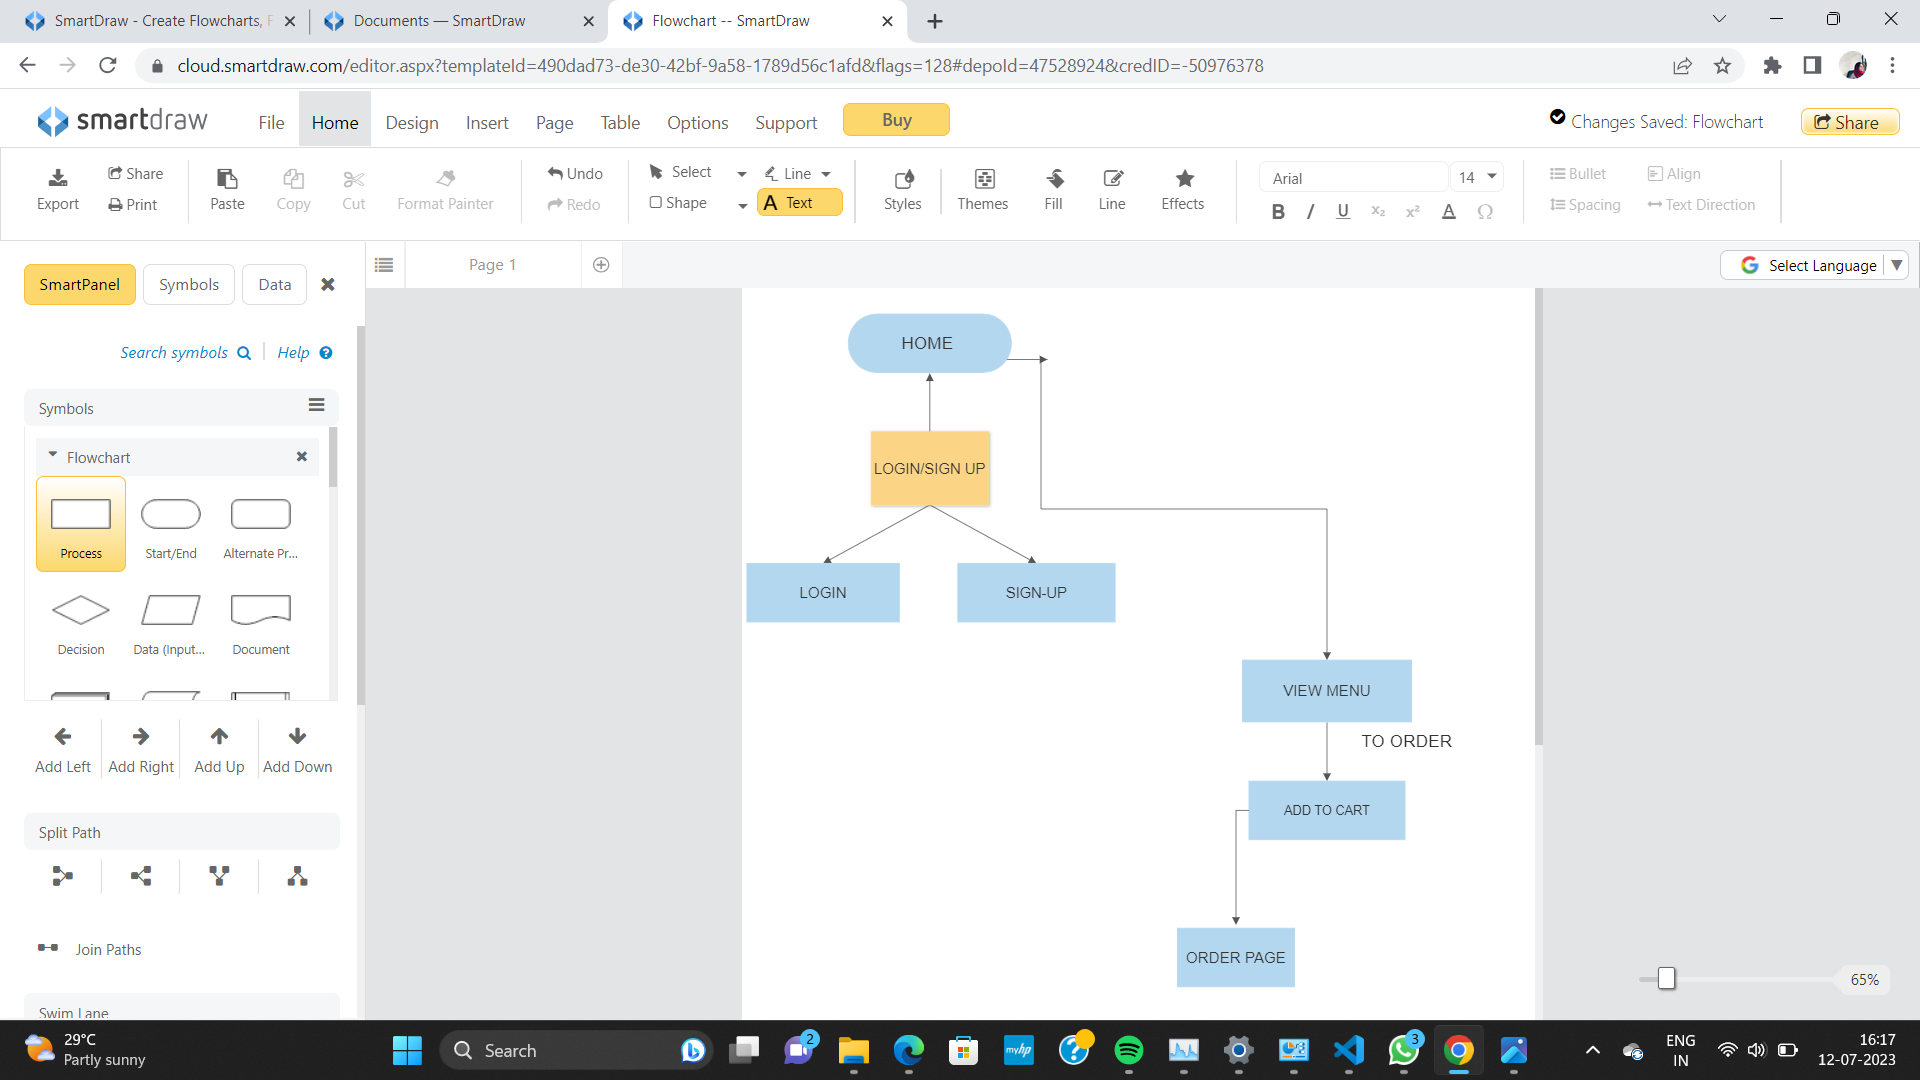 SmartDraw - Create Flowcharts, F
Documents — SmartDraw
Flowchart -- SmartDraw
cloud.smartdraw.com/editor.aspx?templateId=490dad73-de30-42bf-9a58-1789d56c1afd&flags=128#depoId=47528924&credID=-50976378
smartdraw
File Home Design Insert Page Table Options Support Buy
Changes Saved: Flowchart
Share
Export
Share
Print
Paste
Copy
Cut
Format Painter
Undo
Redo
Select
Shape
Line
A Text
Styles
Themes
Fill
Line
Effects
Arial
14
B I U x₂ x² A Ω
Bullet
Align
Spacing
Text Direction
SmartPanel Symbols Data
Page 1
Select Language
Search symbols
Help
Symbols
Flowchart
Process
Start/End
Alternate Pr...
Decision
Data (Input...
Document
Add Left
Add Right
Add Up
Add Down
Split Path
Join Paths
Swim Lane
HOME
LOGIN/SIGN UP
LOGIN
SIGN-UP
VIEW MENU
TO ORDER
ADD TO CART
ORDER PAGE
65%
29°C
Partly sunny
Search
2
myhp
3
ENG
IN
16:17
12-07-2023